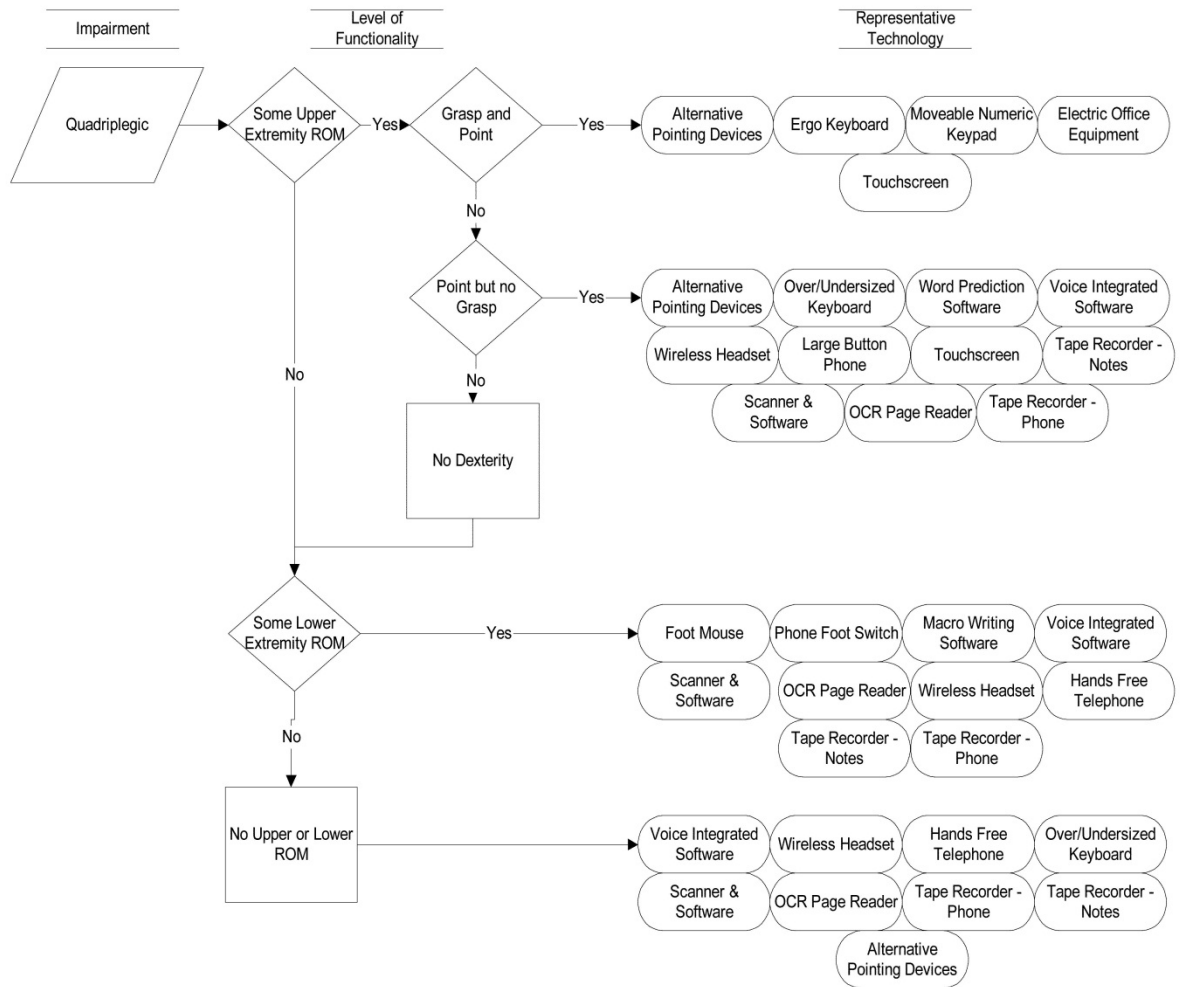 Impairment
Level of
Functionality
Representative
Technology
Quadriplegic
Some Upper
Extremity ROM
Yes
Grasp and
Point
Yes
Alternative
Pointing Devices
Ergo Keyboard
Moveable Numeric
Keypad
Electric Office
Equipment
Touchscreen
No
Point but no
Grasp
Yes
Alternative
Pointing Devices
Over/Undersized
Keyboard
Word Prediction
Software
Voice Integrated
Software
Wireless Headset
Large Button
Phone
Touchscreen
Tape Recorder -
Notes
No
No
Scanner &
Software
OCR Page Reader
Tape Recorder -
Phone
No Dexterity
Some Lower
Extremity ROM
Yes
Foot Mouse
Phone Foot Switch
Macro Writing
Software
Voice Integrated
Software
Scanner &
Software
OCR Page Reader
Wireless Headset
Hands Free
Telephone
No
Tape Recorder -
Notes
Tape Recorder -
Phone
No Upper or Lower
ROM
Voice Integrated
Software
Wireless Headset
Hands Free
Telephone
Over/Undersized
Keyboard
Scanner &
Software
OCR Page Reader
Tape Recorder -
Phone
Tape Recorder -
Notes
Alternative
Pointing Devices